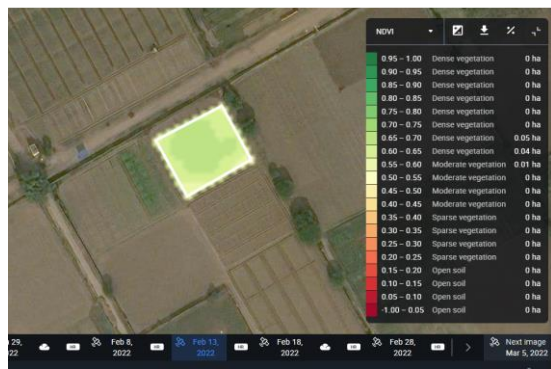 NDVI
0.95 – 1.00 Dense vegetation 0 ha
0.90 – 0.95 Dense vegetation 0 ha
0.85 – 0.90 Dense vegetation 0 ha
0.80 – 0.85 Dense vegetation 0 ha
0.75 – 0.80 Dense vegetation 0 ha
0.70 – 0.75 Dense vegetation 0 ha
0.65 – 0.70 Dense vegetation 0.05 ha
0.60 – 0.65 Dense vegetation 0.04 ha
0.55 – 0.60 Moderate vegetation 0.01 ha
0.50 – 0.55 Moderate vegetation 0 ha
0.45 – 0.50 Moderate vegetation 0 ha
0.40 – 0.45 Moderate vegetation 0 ha
0.35 – 0.40 Sparse vegetation 0 ha
0.30 – 0.35 Sparse vegetation 0 ha
0.25 – 0.30 Sparse vegetation 0 ha
0.20 – 0.25 Sparse vegetation 0 ha
0.15 – 0.20 Open soil 0 ha
0.10 – 0.15 Open soil 0 ha
0.05 – 0.10 Open soil 0 ha
-1.00 – 0.05 Open soil 0 ha
29, HR Feb 8, HR Feb 13, HR Feb 18, HR Feb 28, HR Next image
022 2022 2022 2022 2022 Mar 5, 2022